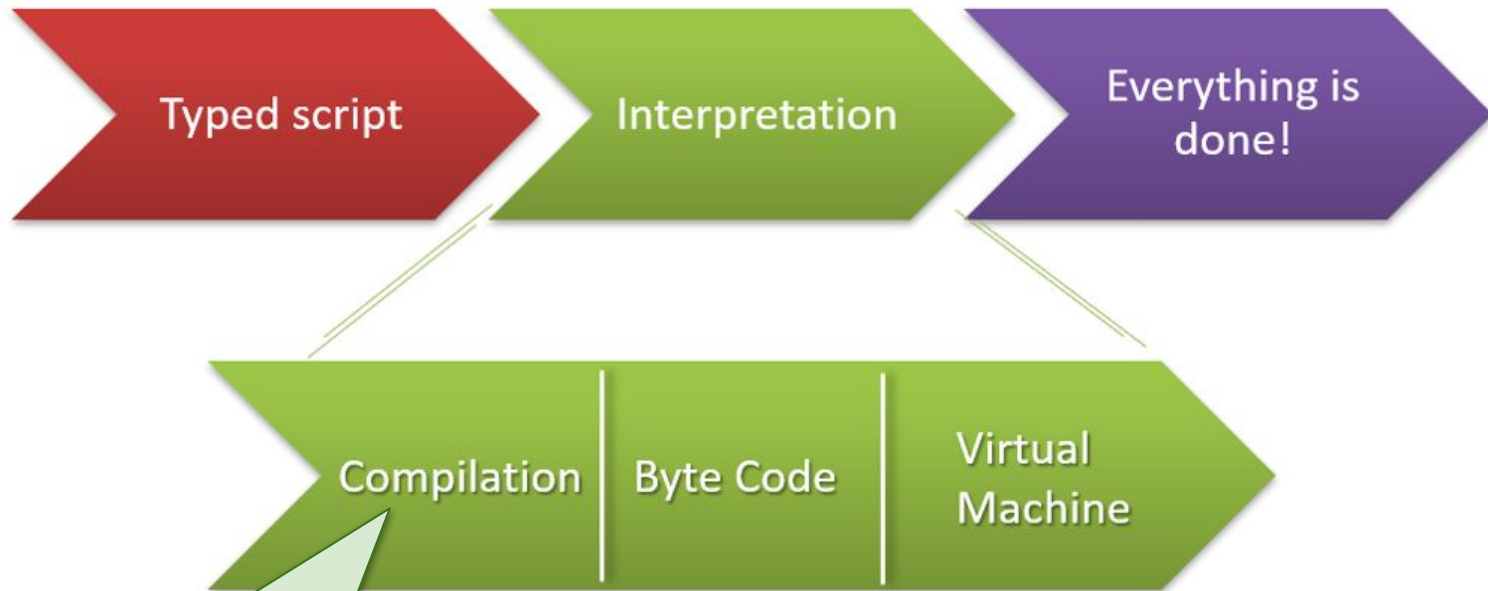 Typed script
Interpretation
Everything is
done!
Compilation
Byte Code
Virtual
Machine